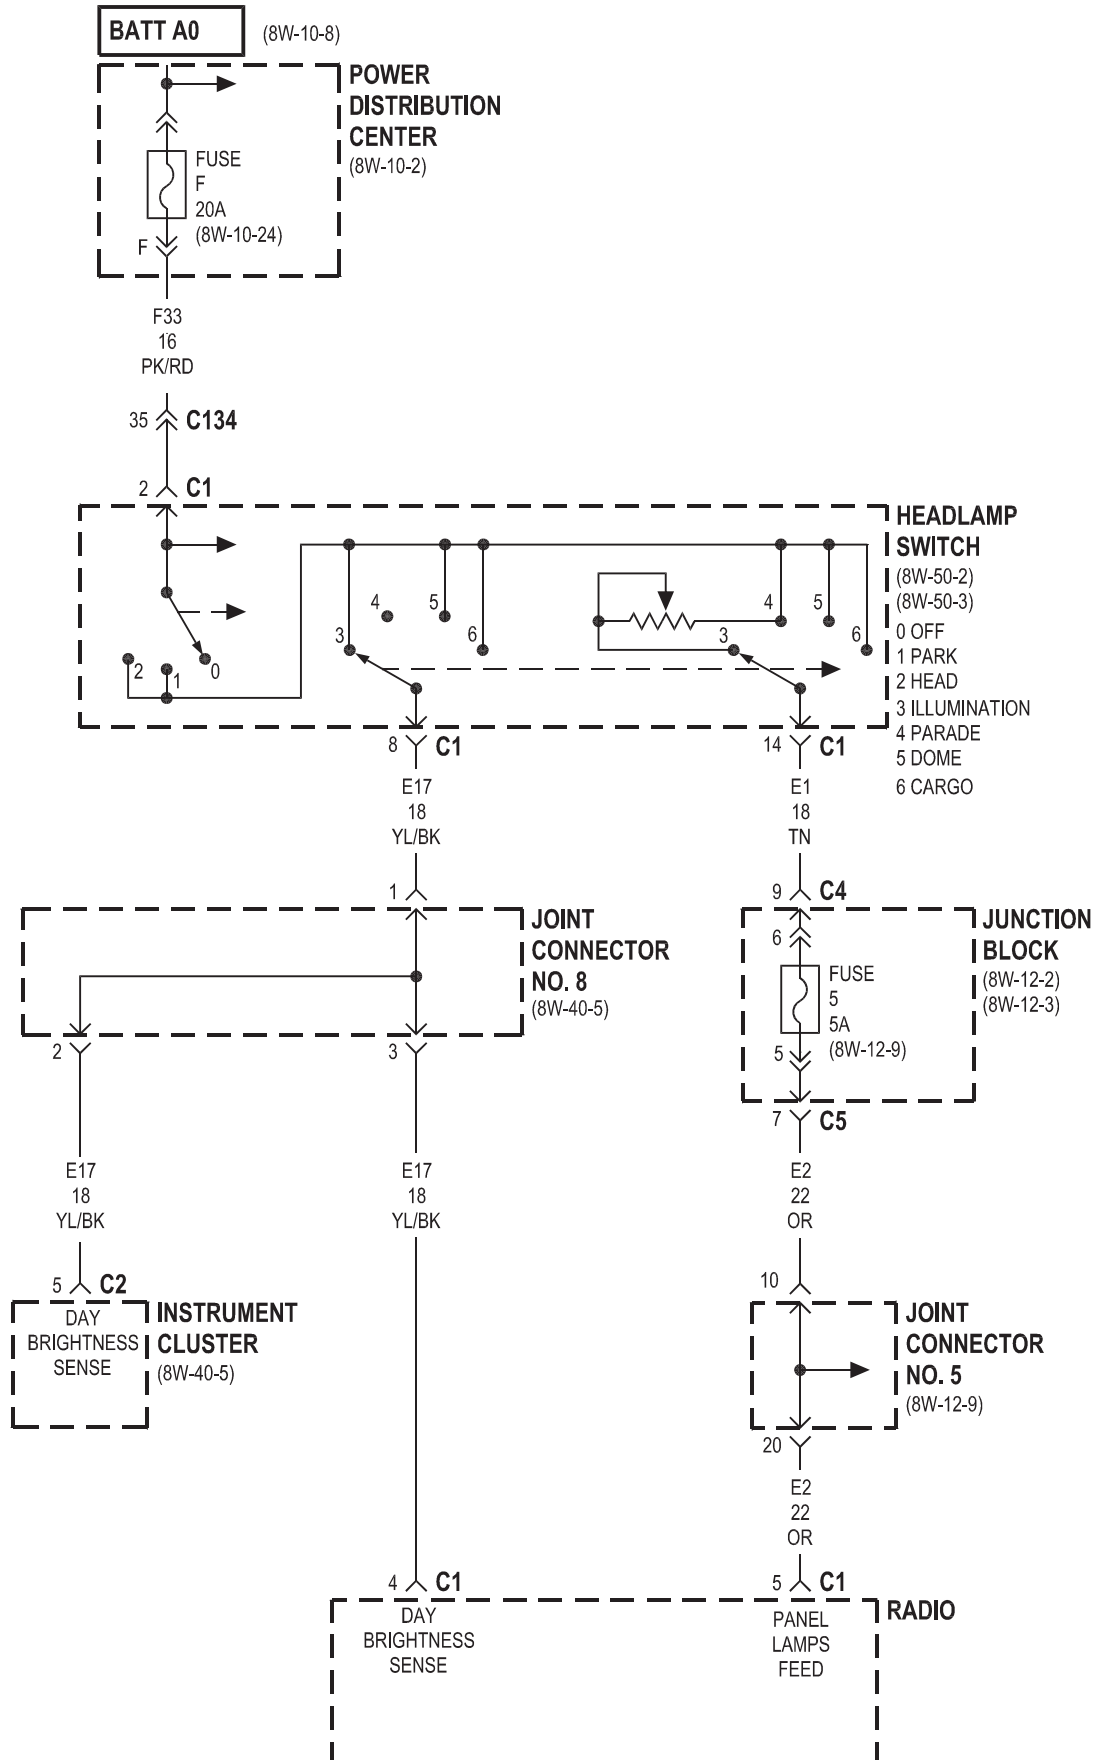 BATT A0
(8W-10-8)
POWER
DISTRIBUTION
CENTER
(8W-10-2)
FUSE
F
20A
(8W-10-24)
F
F33
16
PK/RD
35
C134
2
C1
HEADLAMP
SWITCH
(8W-50-2)
(8W-50-3)
0 OFF
1 PARK
2 HEAD
3 ILLUMINATION
4 PARADE
5 DOME
6 CARGO
2
1
0
3
4
5
6
3
4
5
6
8
C1
14
C1
E17
18
YL/BK
E1
18
TN
1
JOINT
CONNECTOR
NO. 8
(8W-40-5)
2
3
9
C4
JUNCTION
BLOCK
(8W-12-2)
(8W-12-3)
6
FUSE
5
5A
(8W-12-9)
5
7
C5
E17
18
YL/BK
E17
18
YL/BK
E2
22
OR
5
C2
DAY
BRIGHTNESS
SENSE
INSTRUMENT
CLUSTER
(8W-40-5)
10
JOINT
CONNECTOR
NO. 5
(8W-12-9)
20
E2
22
OR
4
C1
5
C1
RADIO
DAY
BRIGHTNESS
SENSE
PANEL
LAMPS
FEED